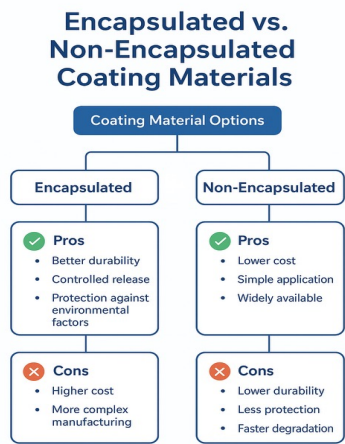 Encapsulated vs.
Non-Encapsulated
Coating Materials
Coating Material Options
Encapsulated
Pros
• Better durability
• Controlled release
• Protection against
environmental
factors
Cons
• Higher cost
• More complex
manufacturing
Non-Encapsulated
Pros
• Lower cost
• Simple application
• Widely available
Cons
• Lower durability
• Less protection
• Faster degradation